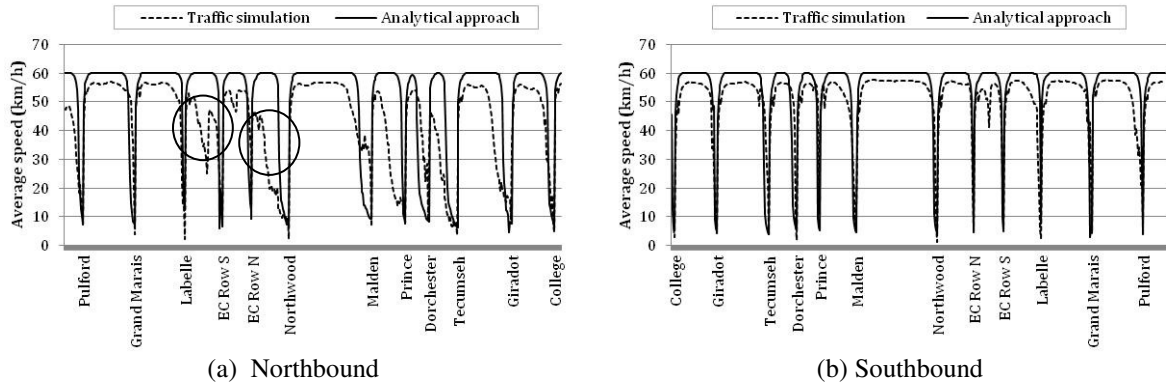 Traffic simulation Analytical approach
Average speed (km/h)
70
60
50
40
30
20
10
0
Pulford
Grand Marais
Labelle
EC Row S
EC Row N
Northwood
Malden
Prince
Dorchester
Tecumseh
Giradot
College
(a) Northbound
Traffic simulation Analytical approach
Average speed (km/h)
70
60
50
40
30
20
10
0
College
Giradot
Tecumseh
Dorchester
Prince
Malden
Northwood
EC Row N
EC Row S
Labelle
Grand Marais
Pulford
(b) Southbound